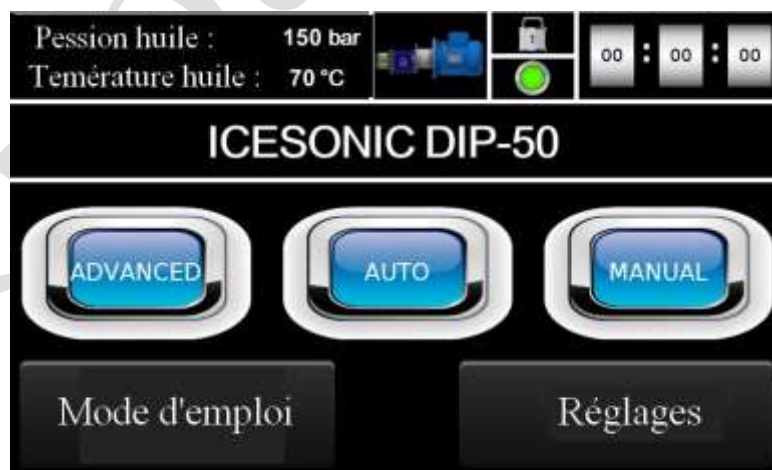 Pession huile : 150 bar
Temérature huile : 70 °C
00 : 00 : 00
ICESONIC DIP-50
ADVANCED AUTO MANUAL
Mode d'emploi Réglages